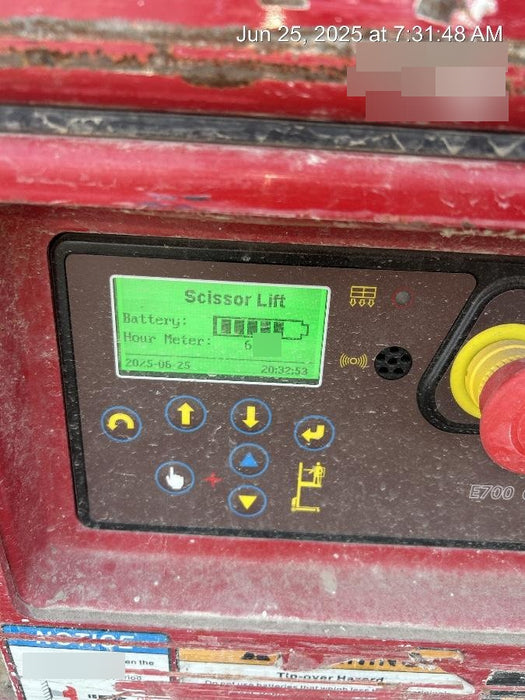 Jun 25, 2025 at 7:31:48 AM
Scissor Lift
Battery:
Hour Meter: 6
2025-06-25 20:32:53
E700
NOTICE
Tip-over Hazard